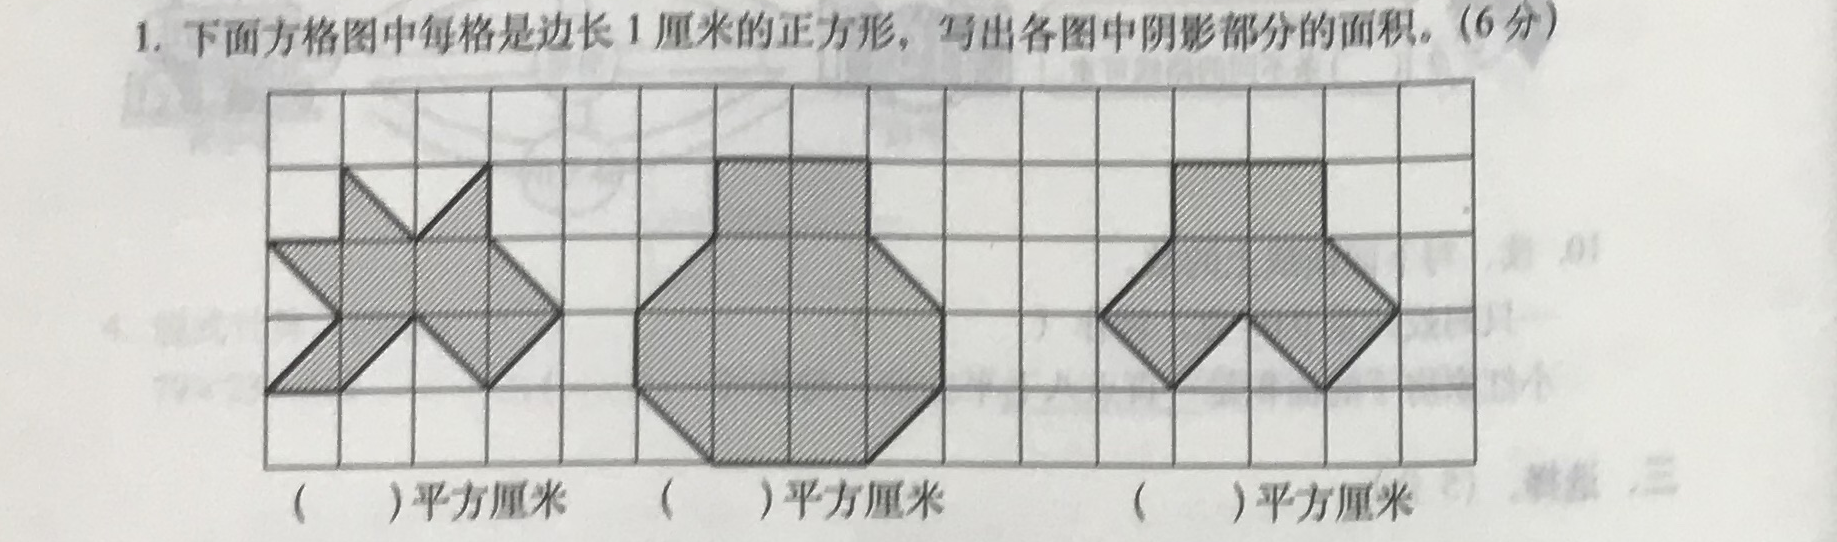 1. 下面方格图中每格是边长1厘米的正方形，写出各图中阴影部分的面积。(6分)
(　　)平方厘米　(　　)平方厘米　(　　)平方厘米